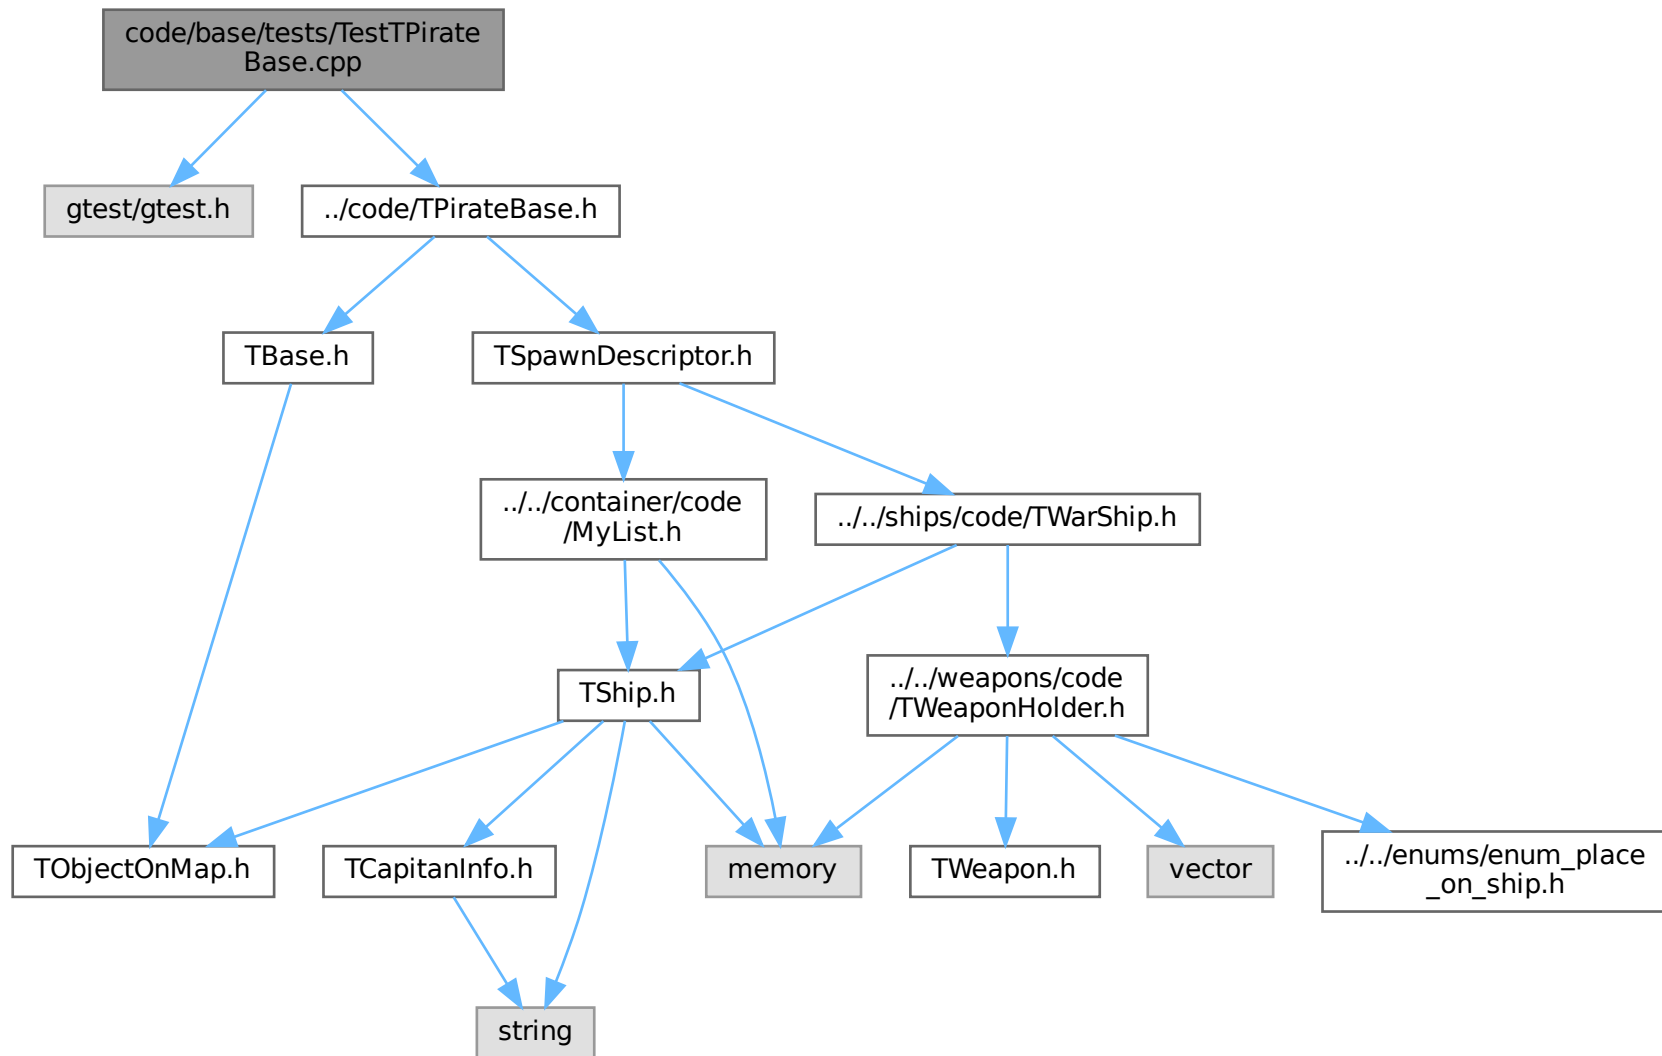 code/base/tests/TestTPirate
Base.cpp
gtest/gtest.h
../code/TPirateBase.h
TBase.h
TSpawnDescriptor.h
../../container/code
/MyList.h
../../ships/code/TWarShip.h
TShip.h
../../weapons/code
/TWeaponHolder.h
TObjectOnMap.h
TCapitanInfo.h
memory
TWeapon.h
vector
../../enums/enum_place
_on_ship.h
string